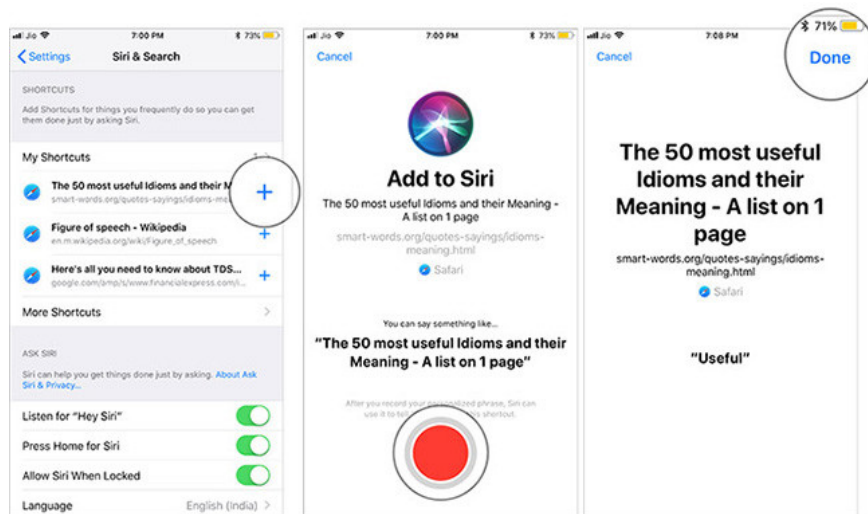 Jio 7:00 PM 73%
Settings Siri & Search
SHORTCUTS
Add Shortcuts for things you frequently do so you can get
them done just by asking Siri.
My Shortcuts
The 50 most useful Idioms and their M
smart-words.org/quotes-sayings/idioms-me
Figure of speech - Wikipedia
en.m.wikipedia.org/wiki/Figure_of_speech
Here's all you need to know about TDS...
google.com/amp/s/www.financialexpress.com/i...
More Shortcuts
ASK SIRI
Siri can help you get things done just by asking. About Ask
Siri & Privacy...
Listen for "Hey Siri"
Press Home for Siri
Allow Siri When Locked
Language English (India)
Jio 7:00 PM 73%
Cancel
Add to Siri
The 50 most useful Idioms and their Meaning -
A list on 1 page
smart-words.org/quotes-sayings/idioms-
meaning.html
Safari
You can say something like...
"The 50 most useful Idioms and their
Meaning - A list on 1 page"
After you record your personalized phrase, Siri can
use it to
Jio 7:08 PM 71%
Cancel Done
The 50 most useful
Idioms and their
Meaning - A list on 1
page
smart-words.org/quotes-sayings/idioms-
meaning.html
Safari
"Useful"